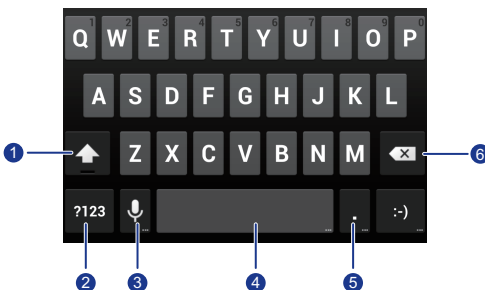 1 2 3 4 5 6 7 8 9 0
Q W E R T Y U I O P
A S D F G H J K L
1 Z X C V B N M 6
?123 ... ... . ... :-) ...
2 3 4 5